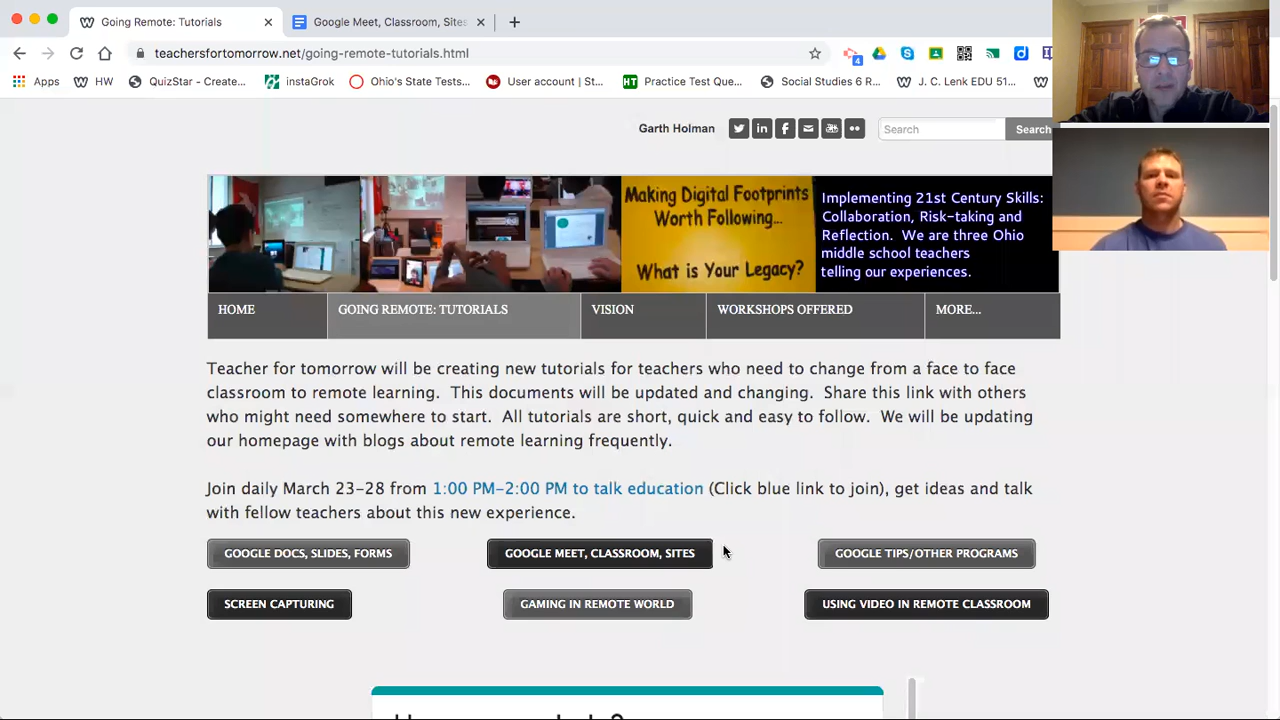 Going Remote: Tutorials
Google Meet, Classroom, Sites
teachersfortomorrow.net/going-remote-tutorials.html
4
Apps
HW
QuizStar - Create...
instaGrok
Ohio's State Tests...
User account | St...
HT
Practice Test Que...
Social Studies 6 R...
J. C. Lenk EDU 51...
Garth Holman
Search
Search
Making Digital Footprints
Worth Following...
What is Your Legacy?
Implementing 21st Century Skills:
Collaboration, Risk-taking and
Reflection. We are three Ohio
middle school teachers
telling our experiences.
HOME
GOING REMOTE: TUTORIALS
VISION
WORKSHOPS OFFERED
MORE...
Teacher for tomorrow will be creating new tutorials for teachers who need to change from a face to face
classroom to remote learning. This documents will be updated and changing. Share this link with others
who might need somewhere to start. All tutorials are short, quick and easy to follow. We will be updating
our homepage with blogs about remote learning frequently.
Join daily March 23-28 from 1:00 PM-2:00 PM to talk education (Click blue link to join), get ideas and talk
with fellow teachers about this new experience.
GOOGLE DOCS, SLIDES, FORMS
GOOGLE MEET, CLASSROOM, SITES
GOOGLE TIPS/OTHER PROGRAMS
SCREEN CAPTURING
GAMING IN REMOTE WORLD
USING VIDEO IN REMOTE CLASSROOM